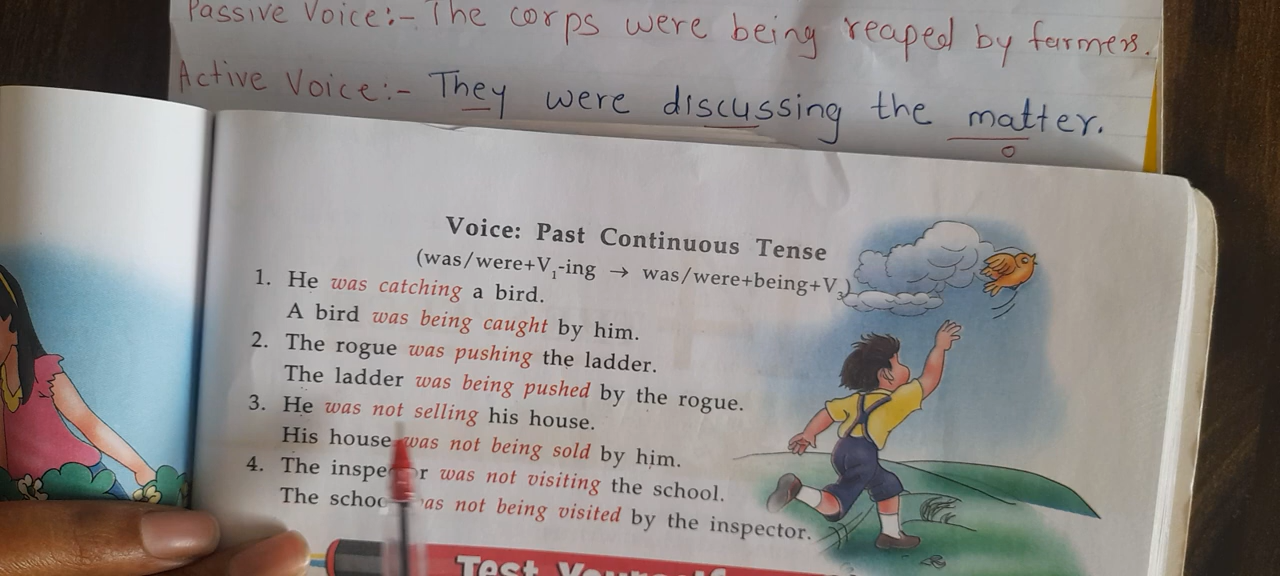 Passive Voice:- The corps were being reaped by farmers.
Active Voice:- They were discussing the matter.
o
Voice: Past Continuous Tense
(was/were+V₁-ing → was/were+being+V₃)
1. He was catching a bird.
A bird was being caught by him.
2. The rogue was pushing the ladder.
The ladder was being pushed by the rogue.
3. He was not selling his house.
His house was not being sold by him.
4. The inspector was not visiting the school.
The school was not being visited by the inspector.
Test Yourself